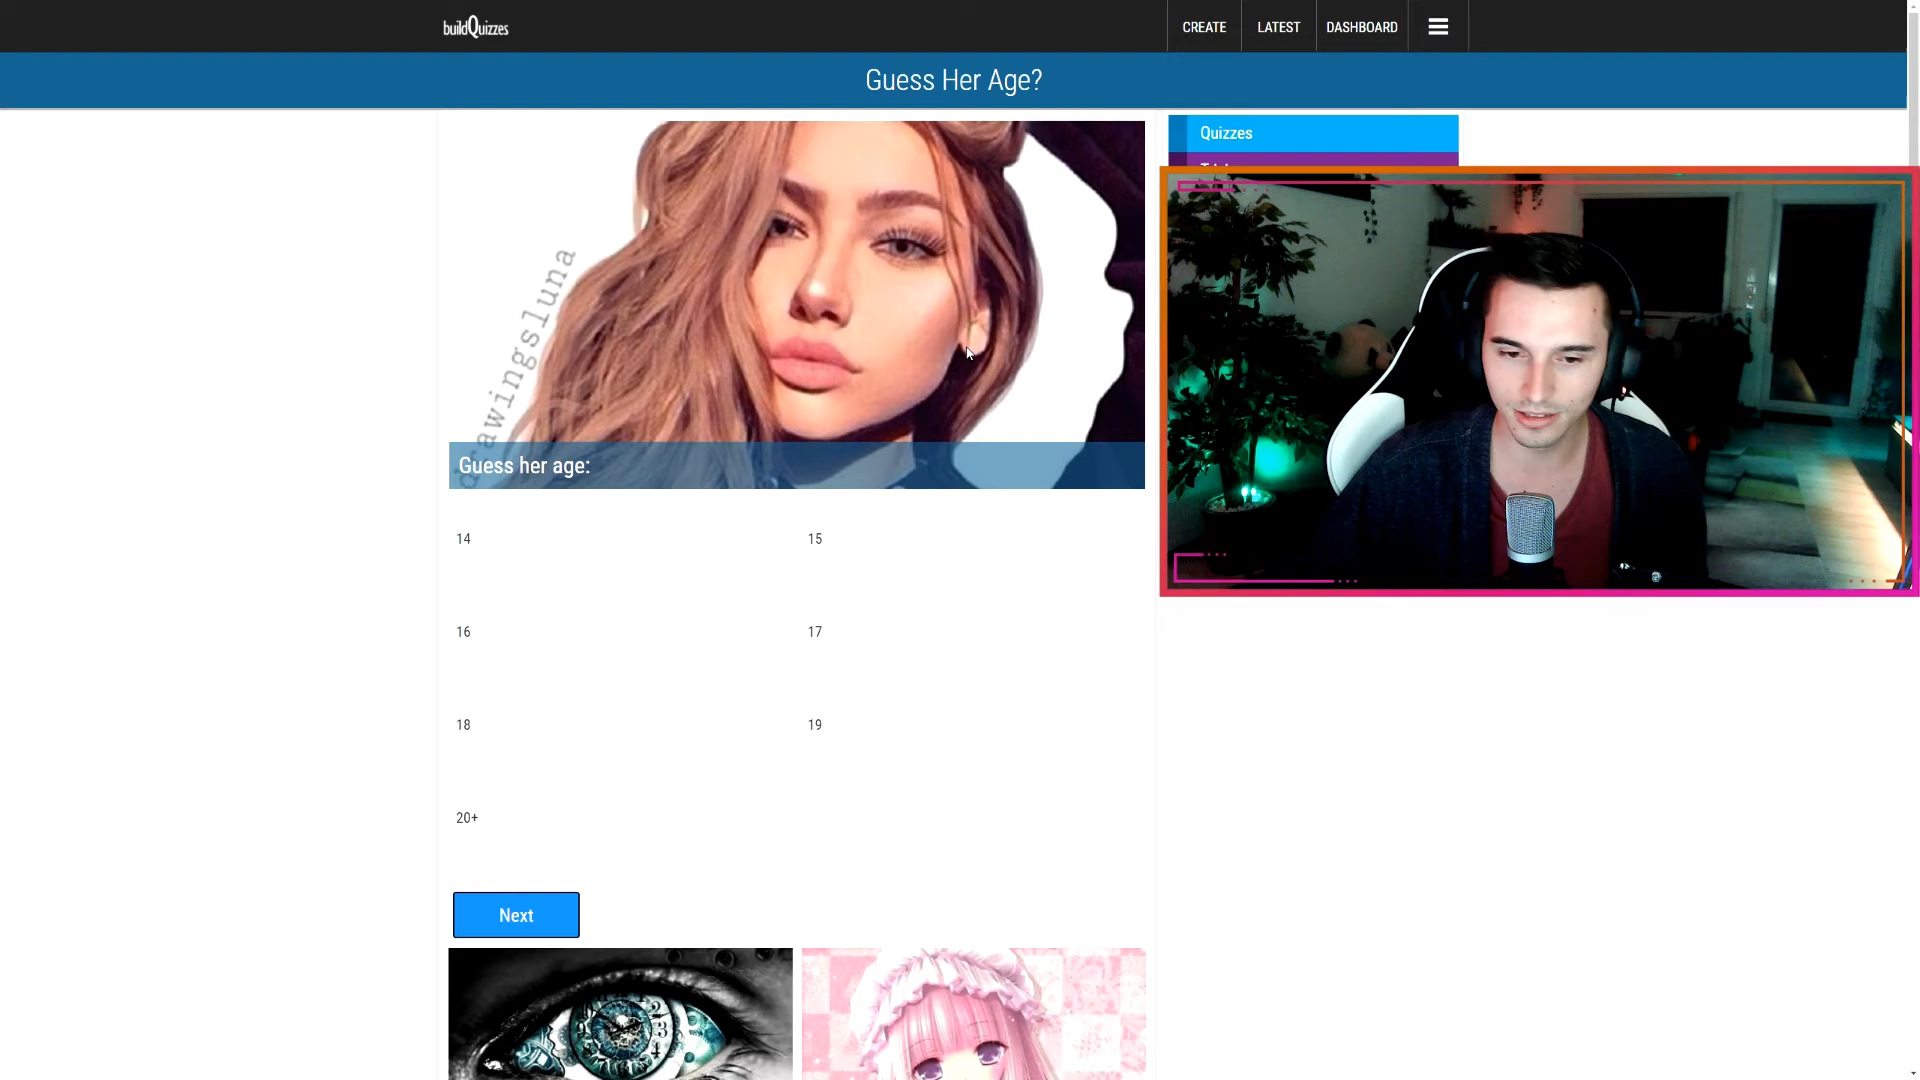 buildQuizzes
CREATE
LATEST
DASHBOARD
Guess Her Age?
Quizzes
drawingsluna
Guess her age:
14
15
16
17
18
19
20+
Next